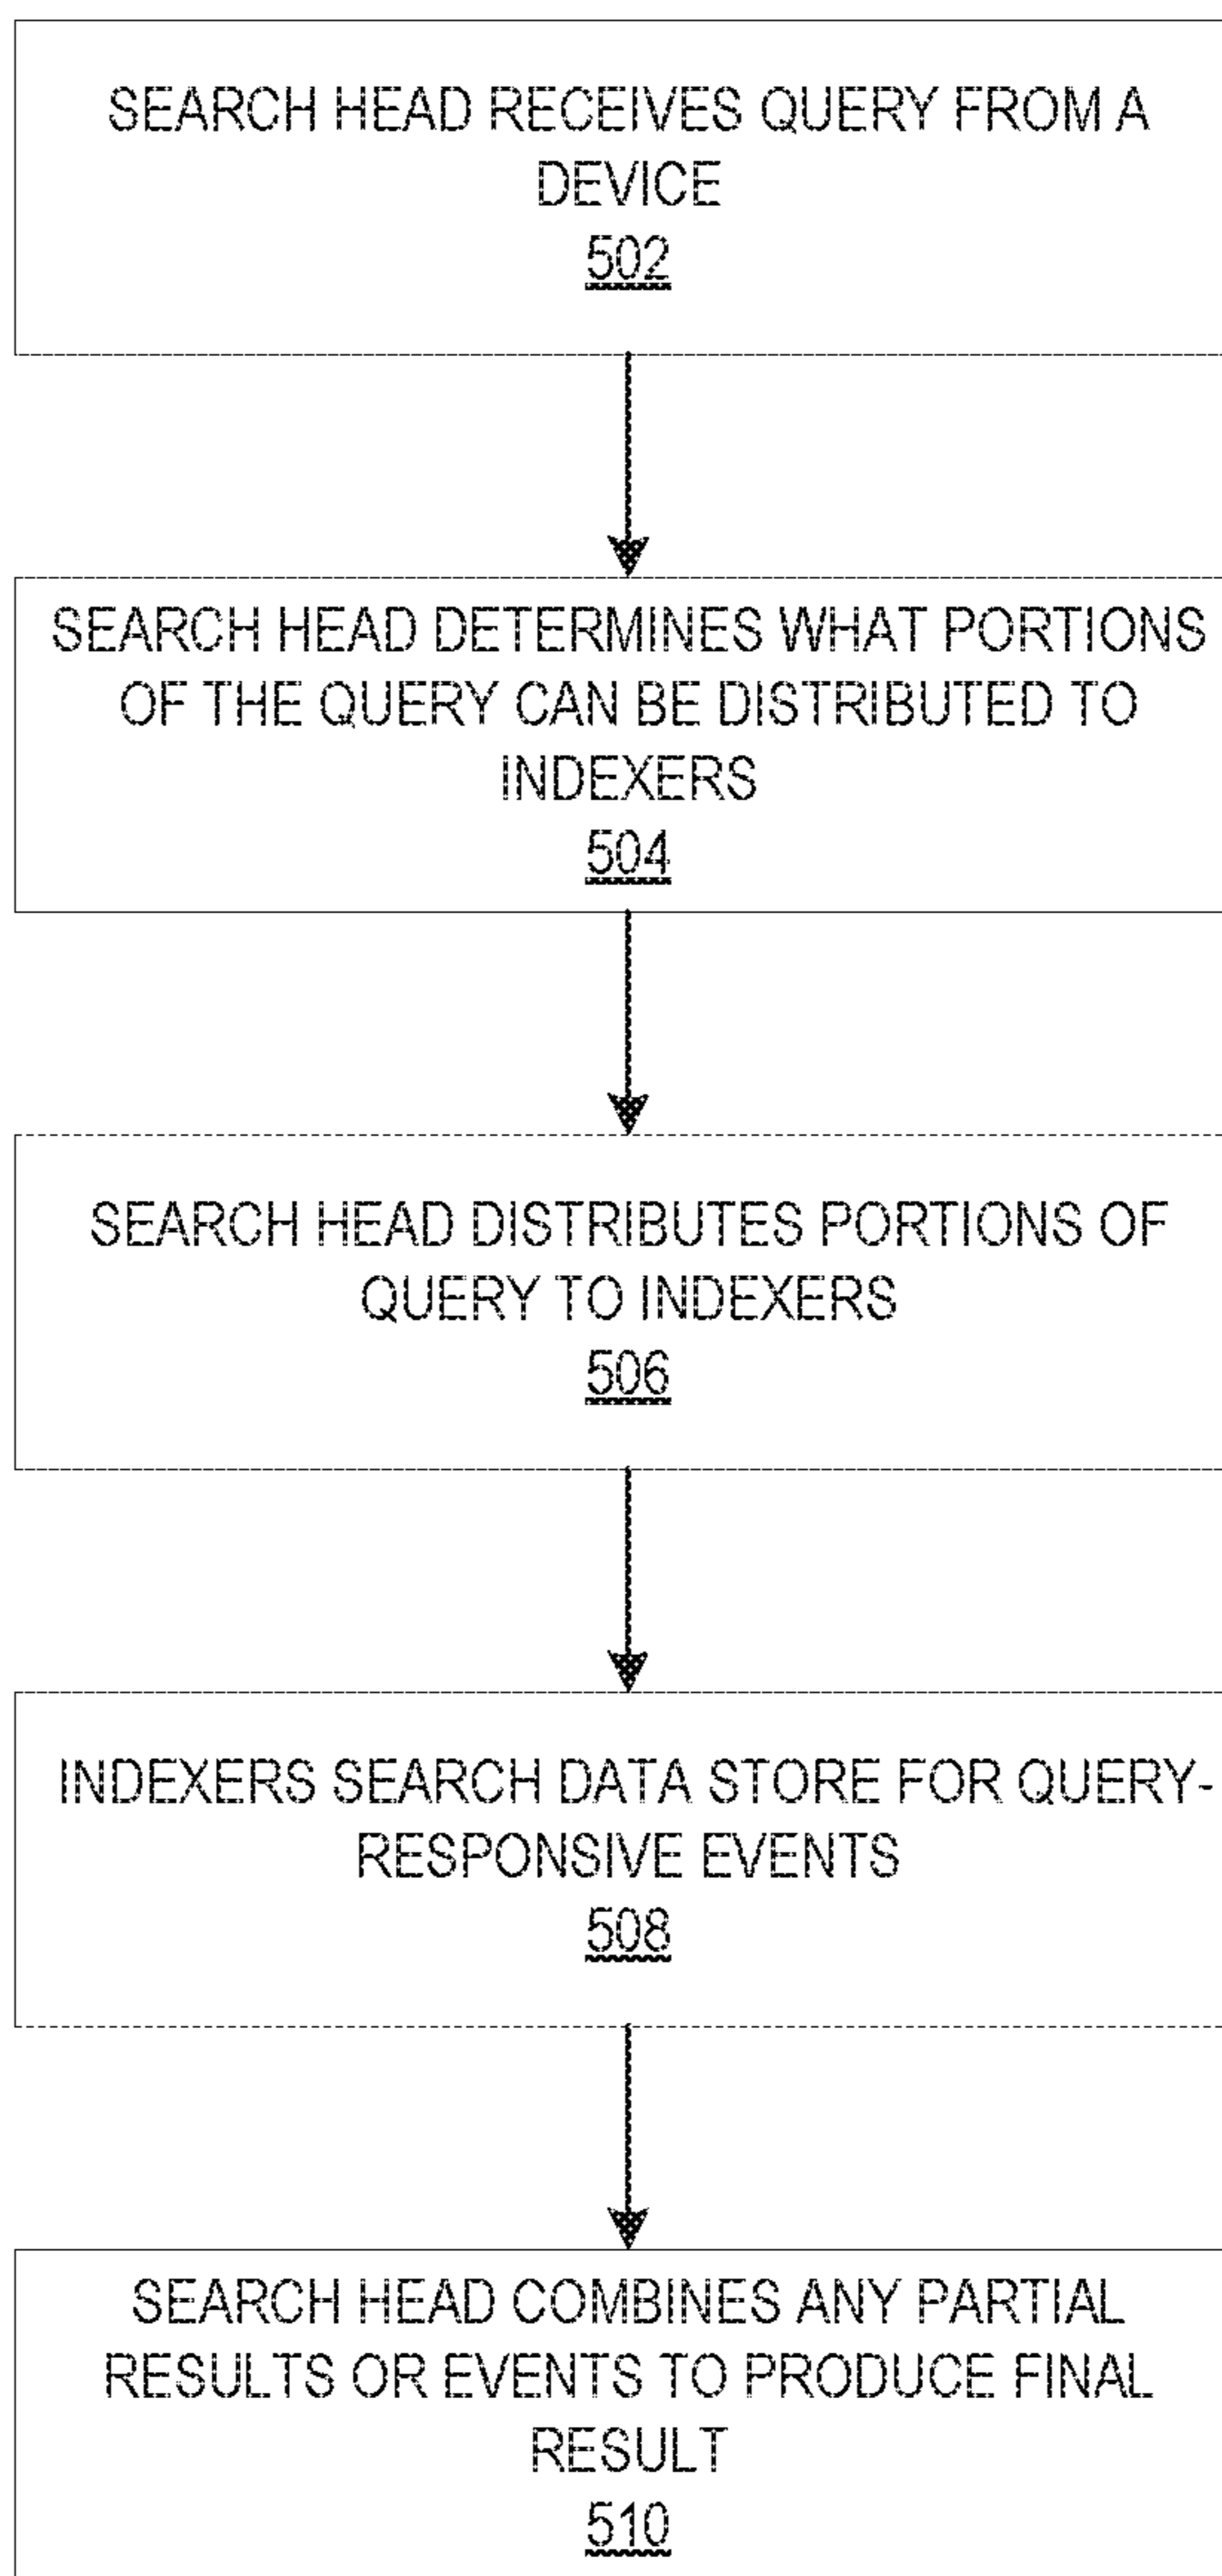 SEARCH HEAD RECEIVES QUERY FROM A
DEVICE
502
SEARCH HEAD DETERMINES WHAT PORTIONS
OF THE QUERY CAN BE DISTRIBUTED TO
INDEXERS
504
SEARCH HEAD DISTRIBUTES PORTIONS OF
QUERY TO INDEXERS
506
INDEXERS SEARCH DATA STORE FOR QUERY-
RESPONSIVE EVENTS
508
SEARCH HEAD COMBINES ANY PARTIAL
RESULTS OR EVENTS TO PRODUCE FINAL
RESULT
510